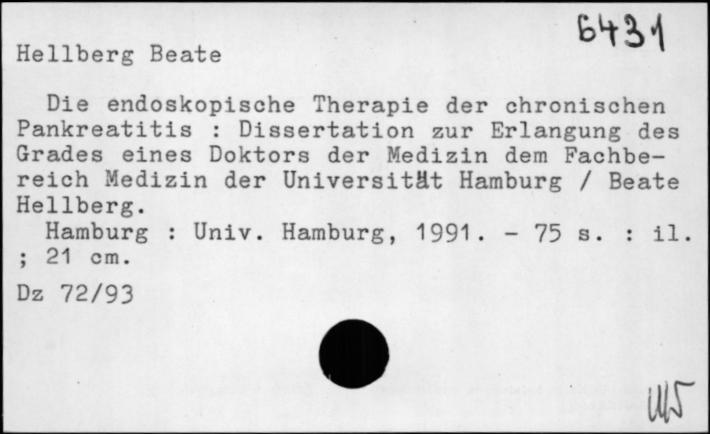 6431
Hellberg Beate
Die endoskopische Therapie der chronischen
Pankreatitis : Dissertation zur Erlangung des
Grades eines Doktors der Medizin dem Fachbe-
reich Medizin der Universität Hamburg / Beate
Hellberg.
Hamburg : Univ. Hamburg, 1991. - 75 s. : il.
; 21 cm.
Dz 72/93